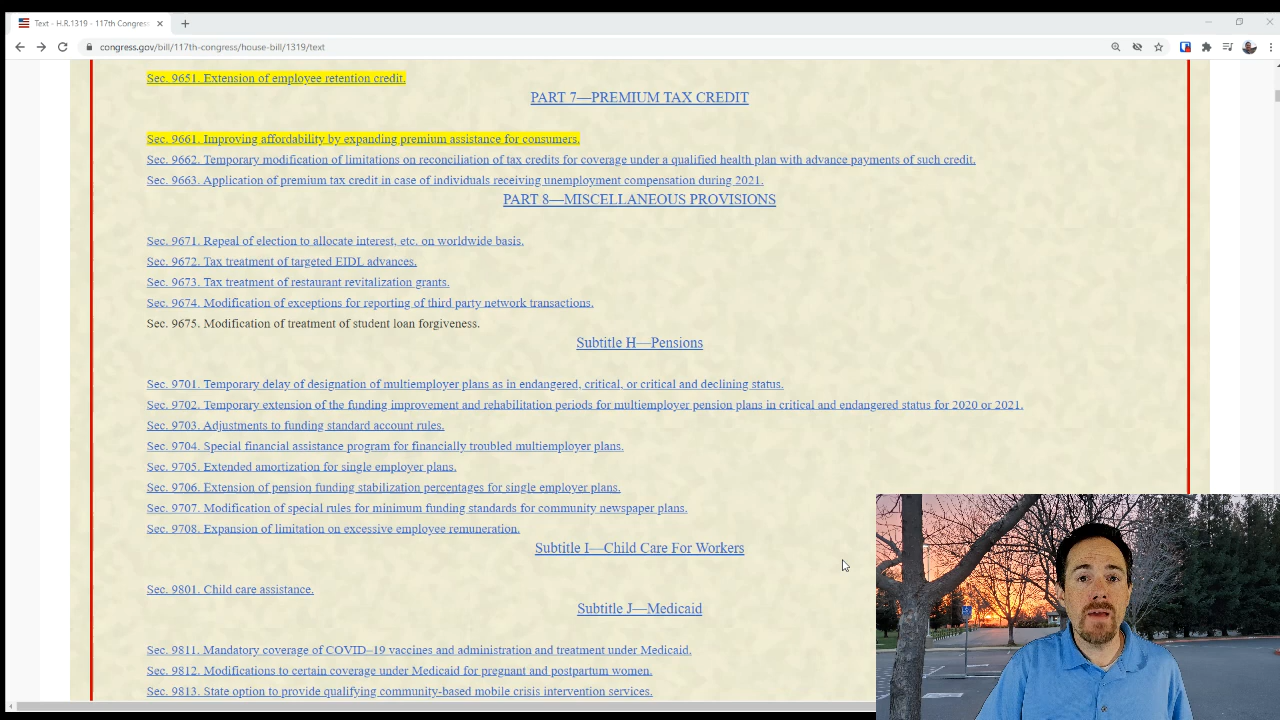 Text - H.R.1319 - 117th Congress
congress.gov/bill/117th-congress/house-bill/1319/text
Sec. 9651. Extension of employee retention credit.
PART 7—PREMIUM TAX CREDIT
Sec. 9661. Improving affordability by expanding premium assistance for consumers.
Sec. 9662. Temporary modification of limitations on reconciliation of tax credits for coverage under a qualified health plan with advance payments of such credit.
Sec. 9663. Application of premium tax credit in case of individuals receiving unemployment compensation during 2021.
PART 8—MISCELLANEOUS PROVISIONS
Sec. 9671. Repeal of election to allocate interest, etc. on worldwide basis.
Sec. 9672. Tax treatment of targeted EIDL advances.
Sec. 9673. Tax treatment of restaurant revitalization grants.
Sec. 9674. Modification of exceptions for reporting of third party network transactions.
Sec. 9675. Modification of treatment of student loan forgiveness.
Subtitle H—Pensions
Sec. 9701. Temporary delay of designation of multiemployer plans as in endangered, critical, or critical and declining status.
Sec. 9702. Temporary extension of the funding improvement and rehabilitation periods for multiemployer pension plans in critical and endangered status for 2020 or 2021.
Sec. 9703. Adjustments to funding standard account rules.
Sec. 9704. Special financial assistance program for financially troubled multiemployer plans.
Sec. 9705. Extended amortization for single employer plans.
Sec. 9706. Extension of pension funding stabilization percentages for single employer plans.
Sec. 9707. Modification of special rules for minimum funding standards for community newspaper plans.
Sec. 9708. Expansion of limitation on excessive employee remuneration.
Subtitle I—Child Care For Workers
Sec. 9801. Child care assistance.
Subtitle J—Medicaid
Sec. 9811. Mandatory coverage of COVID–19 vaccines and administration and treatment under Medicaid.
Sec. 9812. Modifications to certain coverage under Medicaid for pregnant and postpartum women.
Sec. 9813. State option to provide qualifying community-based mobile crisis intervention services.